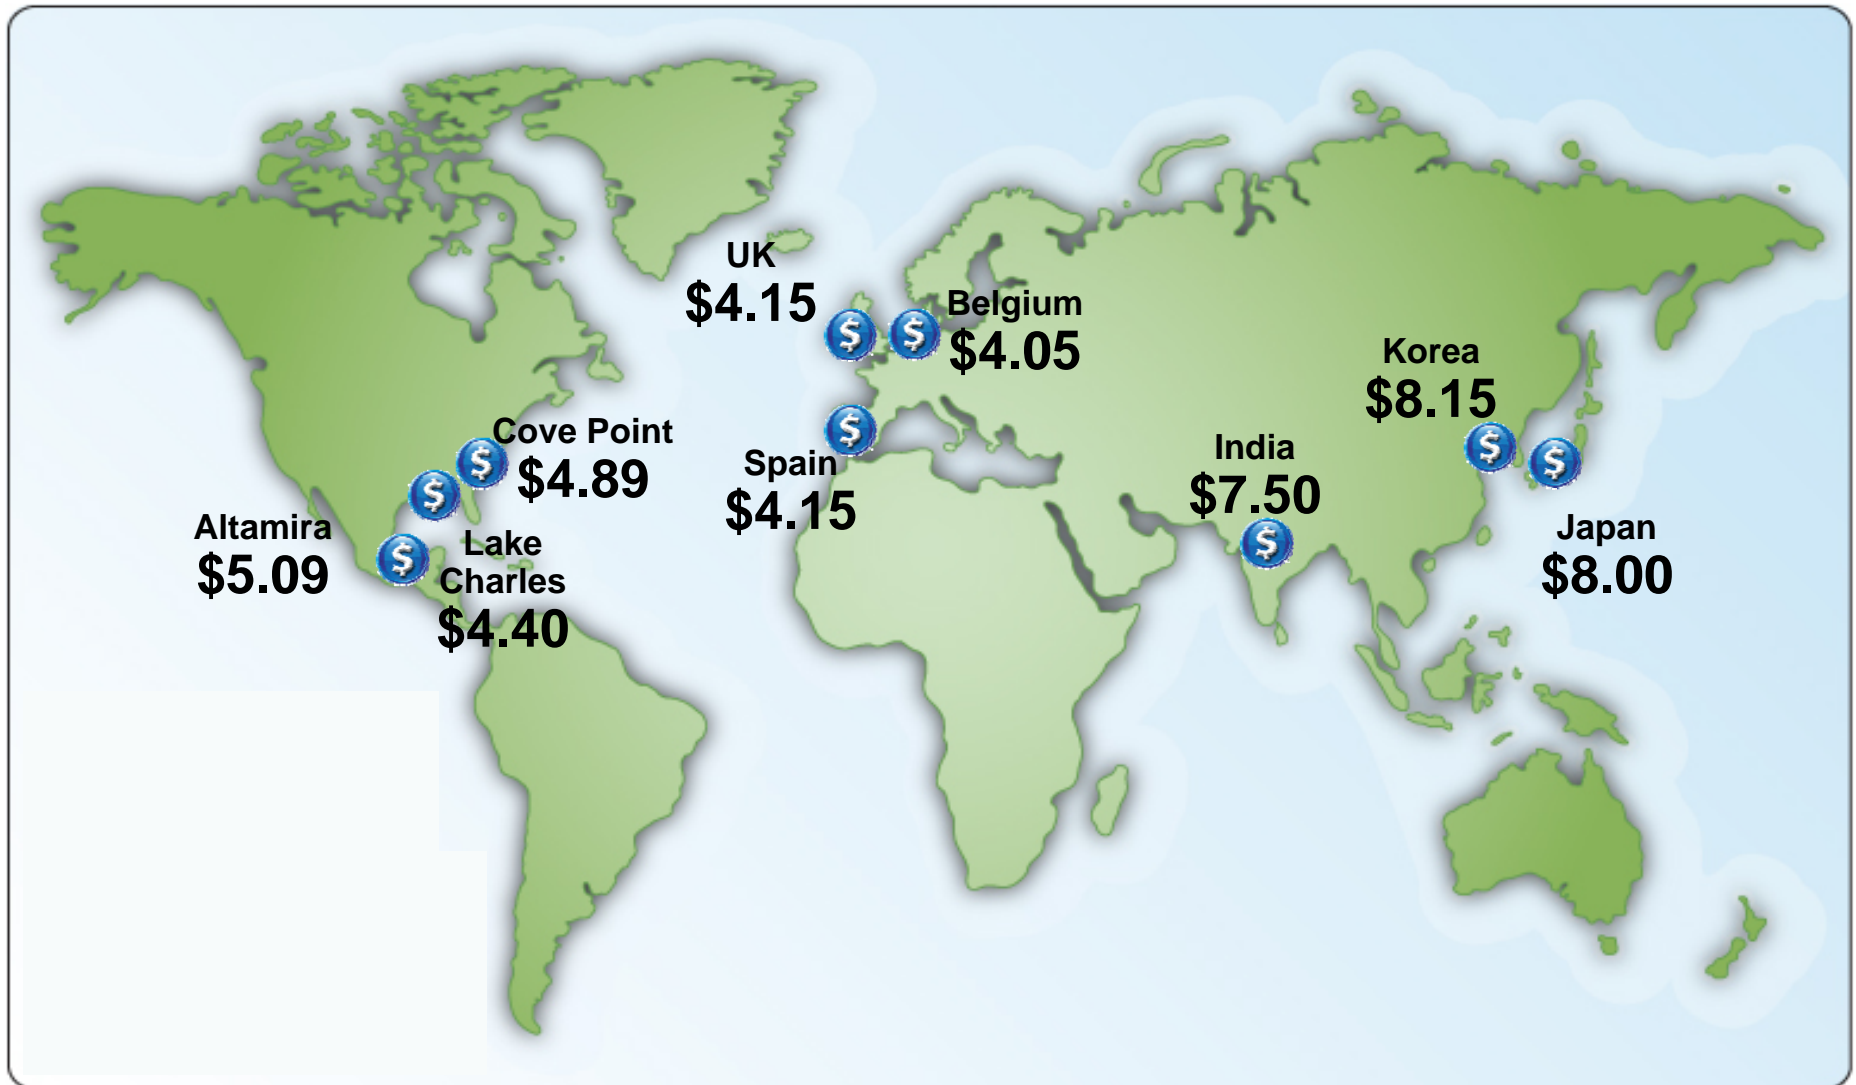 UK
$4.15
Belgium
$4.05
Korea
$8.15
Cove Point
$4.89
Spain
$4.15
India
$7.50
Altamira
$5.09
Lake
Charles
$4.40
Japan
$8.00